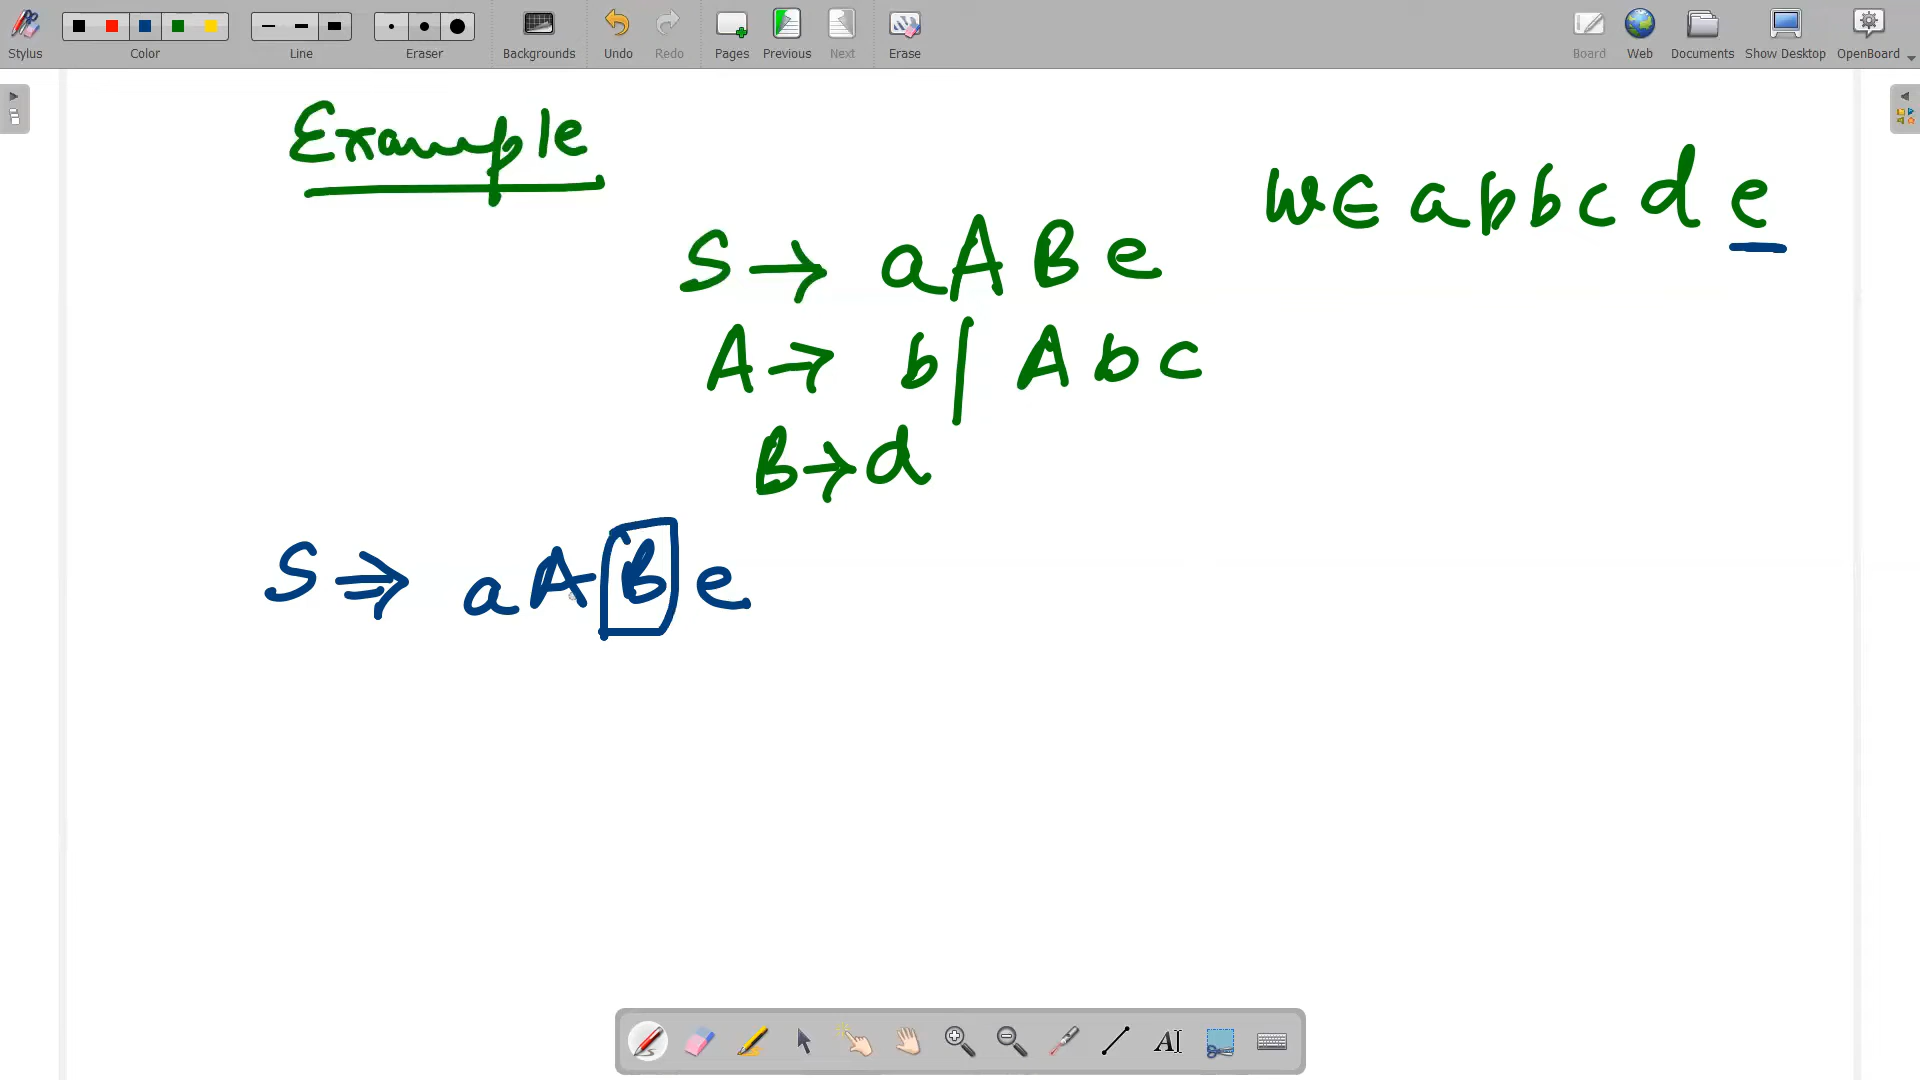 Stylus
Color
Line
Eraser
Backgrounds
Undo
Redo
Pages
Previous
Next
Erase
Board
Web
Documents
Show Desktop
OpenBoard
Example
W∈ abbcde
S → aABe
A → b | Abc
B → d
S ⇒ aABe